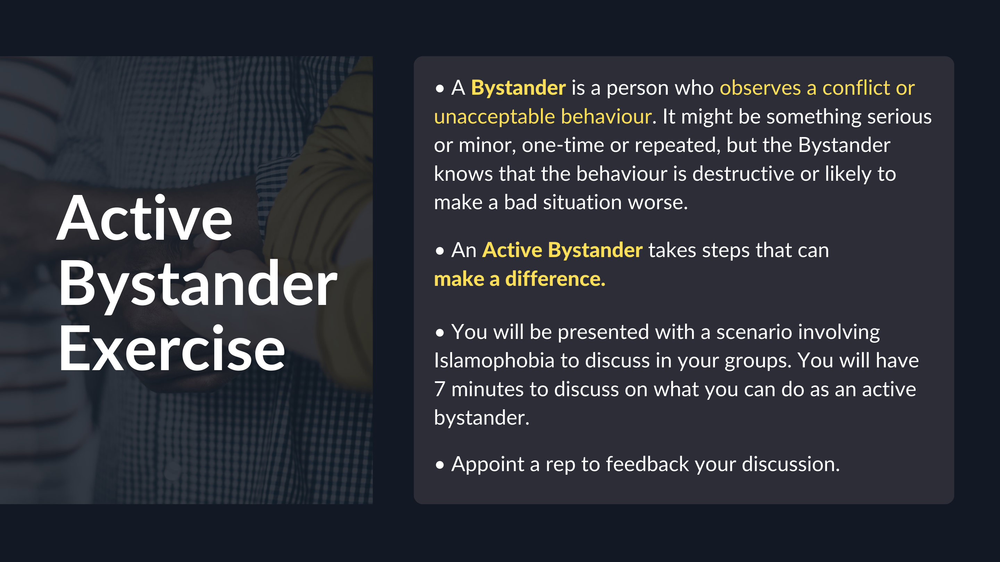 Active
Bystander
Exercise
• A Bystander is a person who observes a conflict or
unacceptable behaviour. It might be something serious
or minor, one-time or repeated, but the Bystander
knows that the behaviour is destructive or likely to
make a bad situation worse.
• An Active Bystander takes steps that can
make a difference.
• You will be presented with a scenario involving
Islamophobia to discuss in your groups. You will have
7 minutes to discuss on what you can do as an active
bystander.
• Appoint a rep to feedback your discussion.